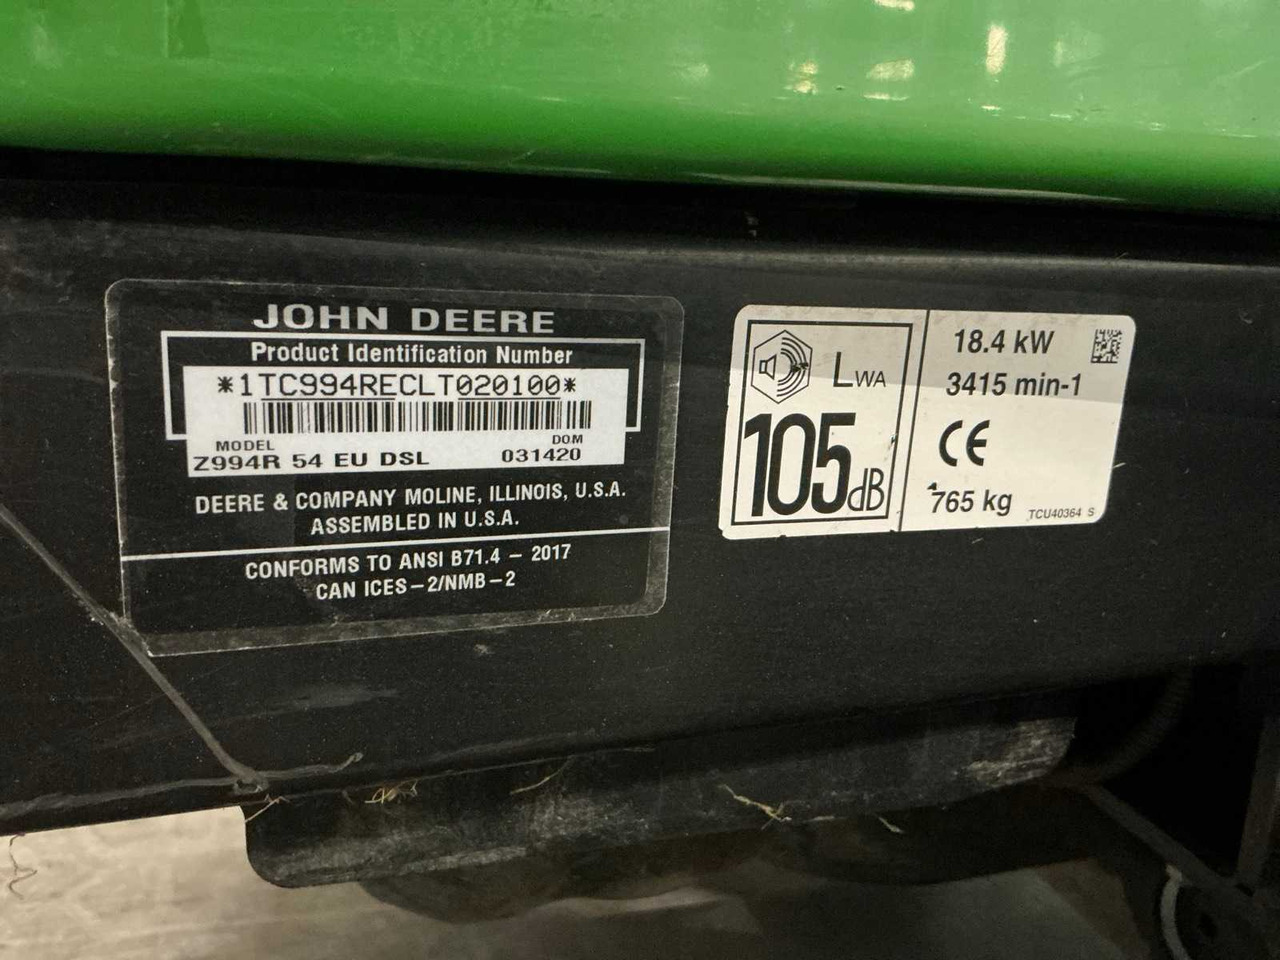 JOHN DEERE
Product Identification Number
*1TC994RECLT020100*
MODEL DOM
Z994R 54 EU DSL 031420
DEERE & COMPANY MOLINE, ILLINOIS, U.S.A.
ASSEMBLED IN U.S.A.
CONFORMS TO ANSI B71.4 – 2017
CAN ICES–2/NMB–2
LWA
105dB
18.4 kW
3415 min-1
CE
765 kg
TCU40364 S